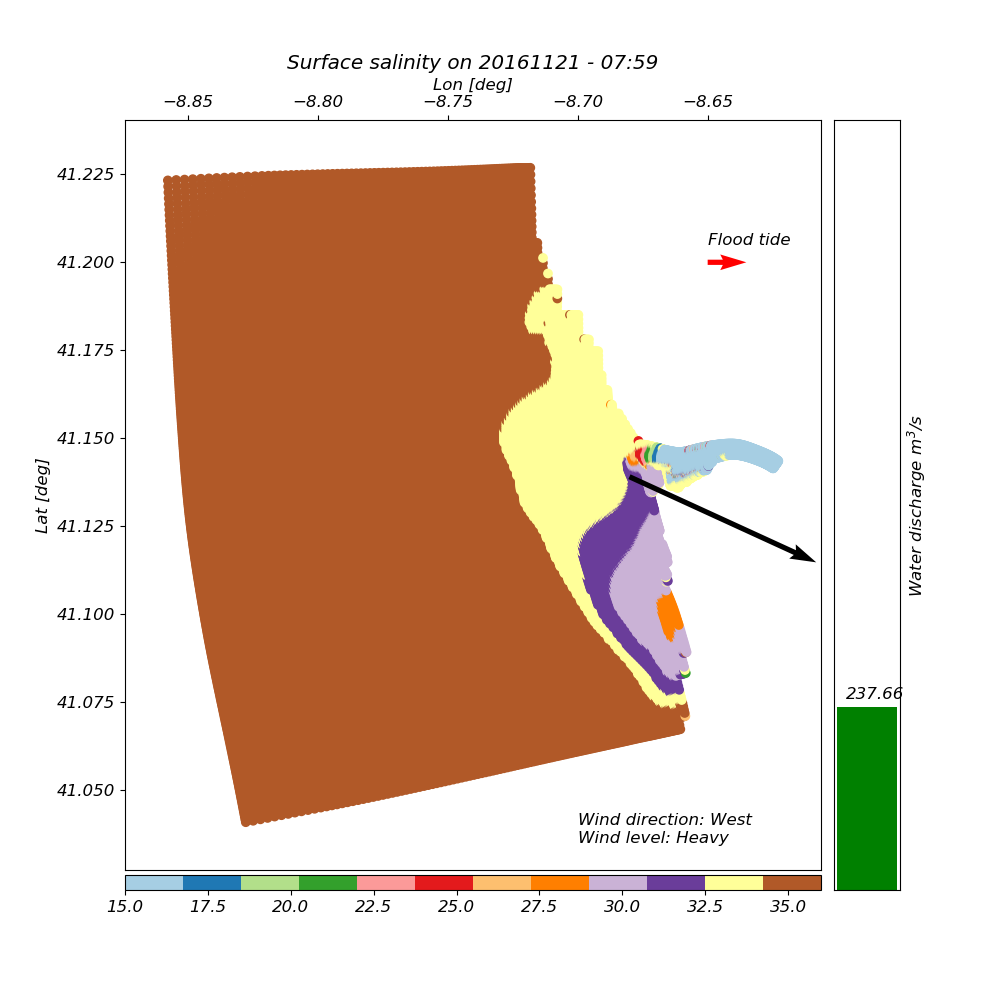 Surface salinity on 20161121 - 07:59
Lon [deg]
−8.85 −8.80 −8.75 −8.70 −8.65
41.225
41.200
41.175
41.150
41.125
41.100
41.075
41.050
Lat [deg]
Flood tide
Wind direction: West
Wind level: Heavy
237.66
Water discharge m³/s
15.0 17.5 20.0 22.5 25.0 27.5 30.0 32.5 35.0